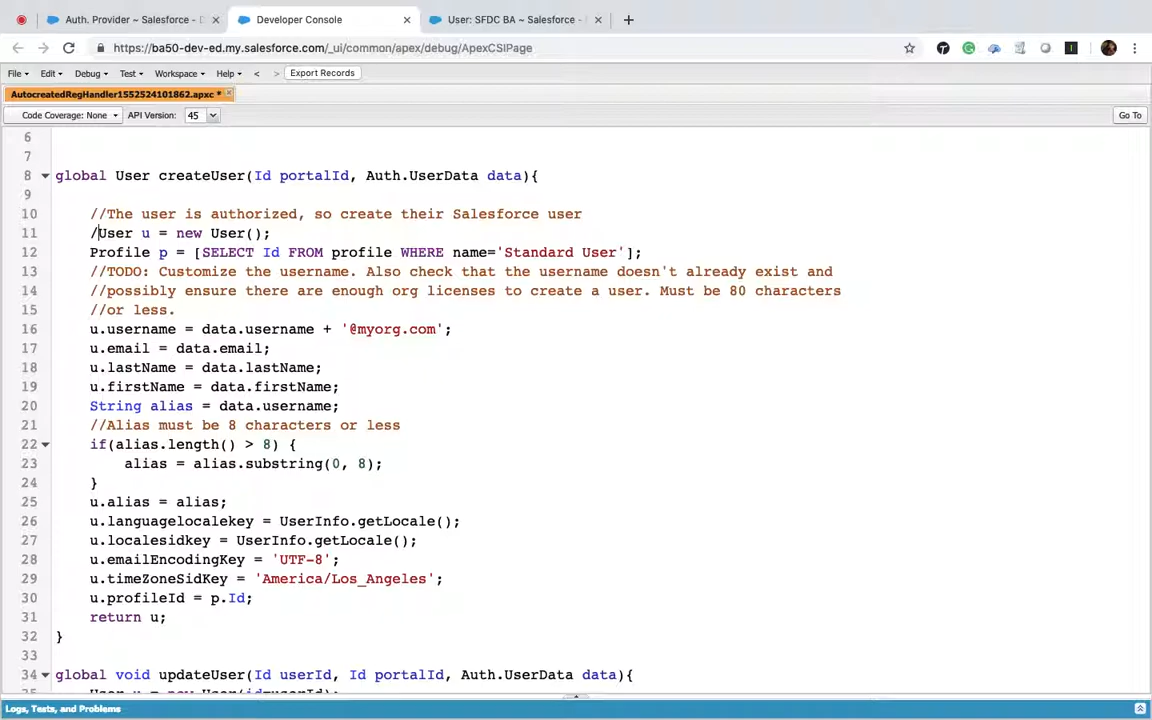 Auth. Provider ~ Salesforce - D
Developer Console
User: SFDC BA ~ Salesforce -
https://ba50-dev-ed.my.salesforce.com/_ui/common/apex/debug/ApexCSIPage
File Edit Debug Test Workspace Help < > Export Records
AutocreatedRegHandler1552524101862.apxc *
Code Coverage: None API Version: 45 Go To
6
7
8 global User createUser(Id portalId, Auth.UserData data){
9
10 //The user is authorized, so create their Salesforce user
11 /User u = new User();
12 Profile p = [SELECT Id FROM profile WHERE name='Standard User'];
13 //TODO: Customize the username. Also check that the username doesn't already exist and
14 //possibly ensure there are enough org licenses to create a user. Must be 80 characters
15 //or less.
16 u.username = data.username + '@myorg.com';
17 u.email = data.email;
18 u.lastName = data.lastName;
19 u.firstName = data.firstName;
20 String alias = data.username;
21 //Alias must be 8 characters or less
22 if(alias.length() > 8) {
23 alias = alias.substring(0, 8);
24 }
25 u.alias = alias;
26 u.languagelocalekey = UserInfo.getLocale();
27 u.localesidkey = UserInfo.getLocale();
28 u.emailEncodingKey = 'UTF-8';
29 u.timeZoneSidKey = 'America/Los_Angeles';
30 u.profileId = p.Id;
31 return u;
32 }
33
34 global void updateUser(Id userId, Id portalId, Auth.UserData data){
35 User u = new User(id=userId);
Logs, Tests, and Problems